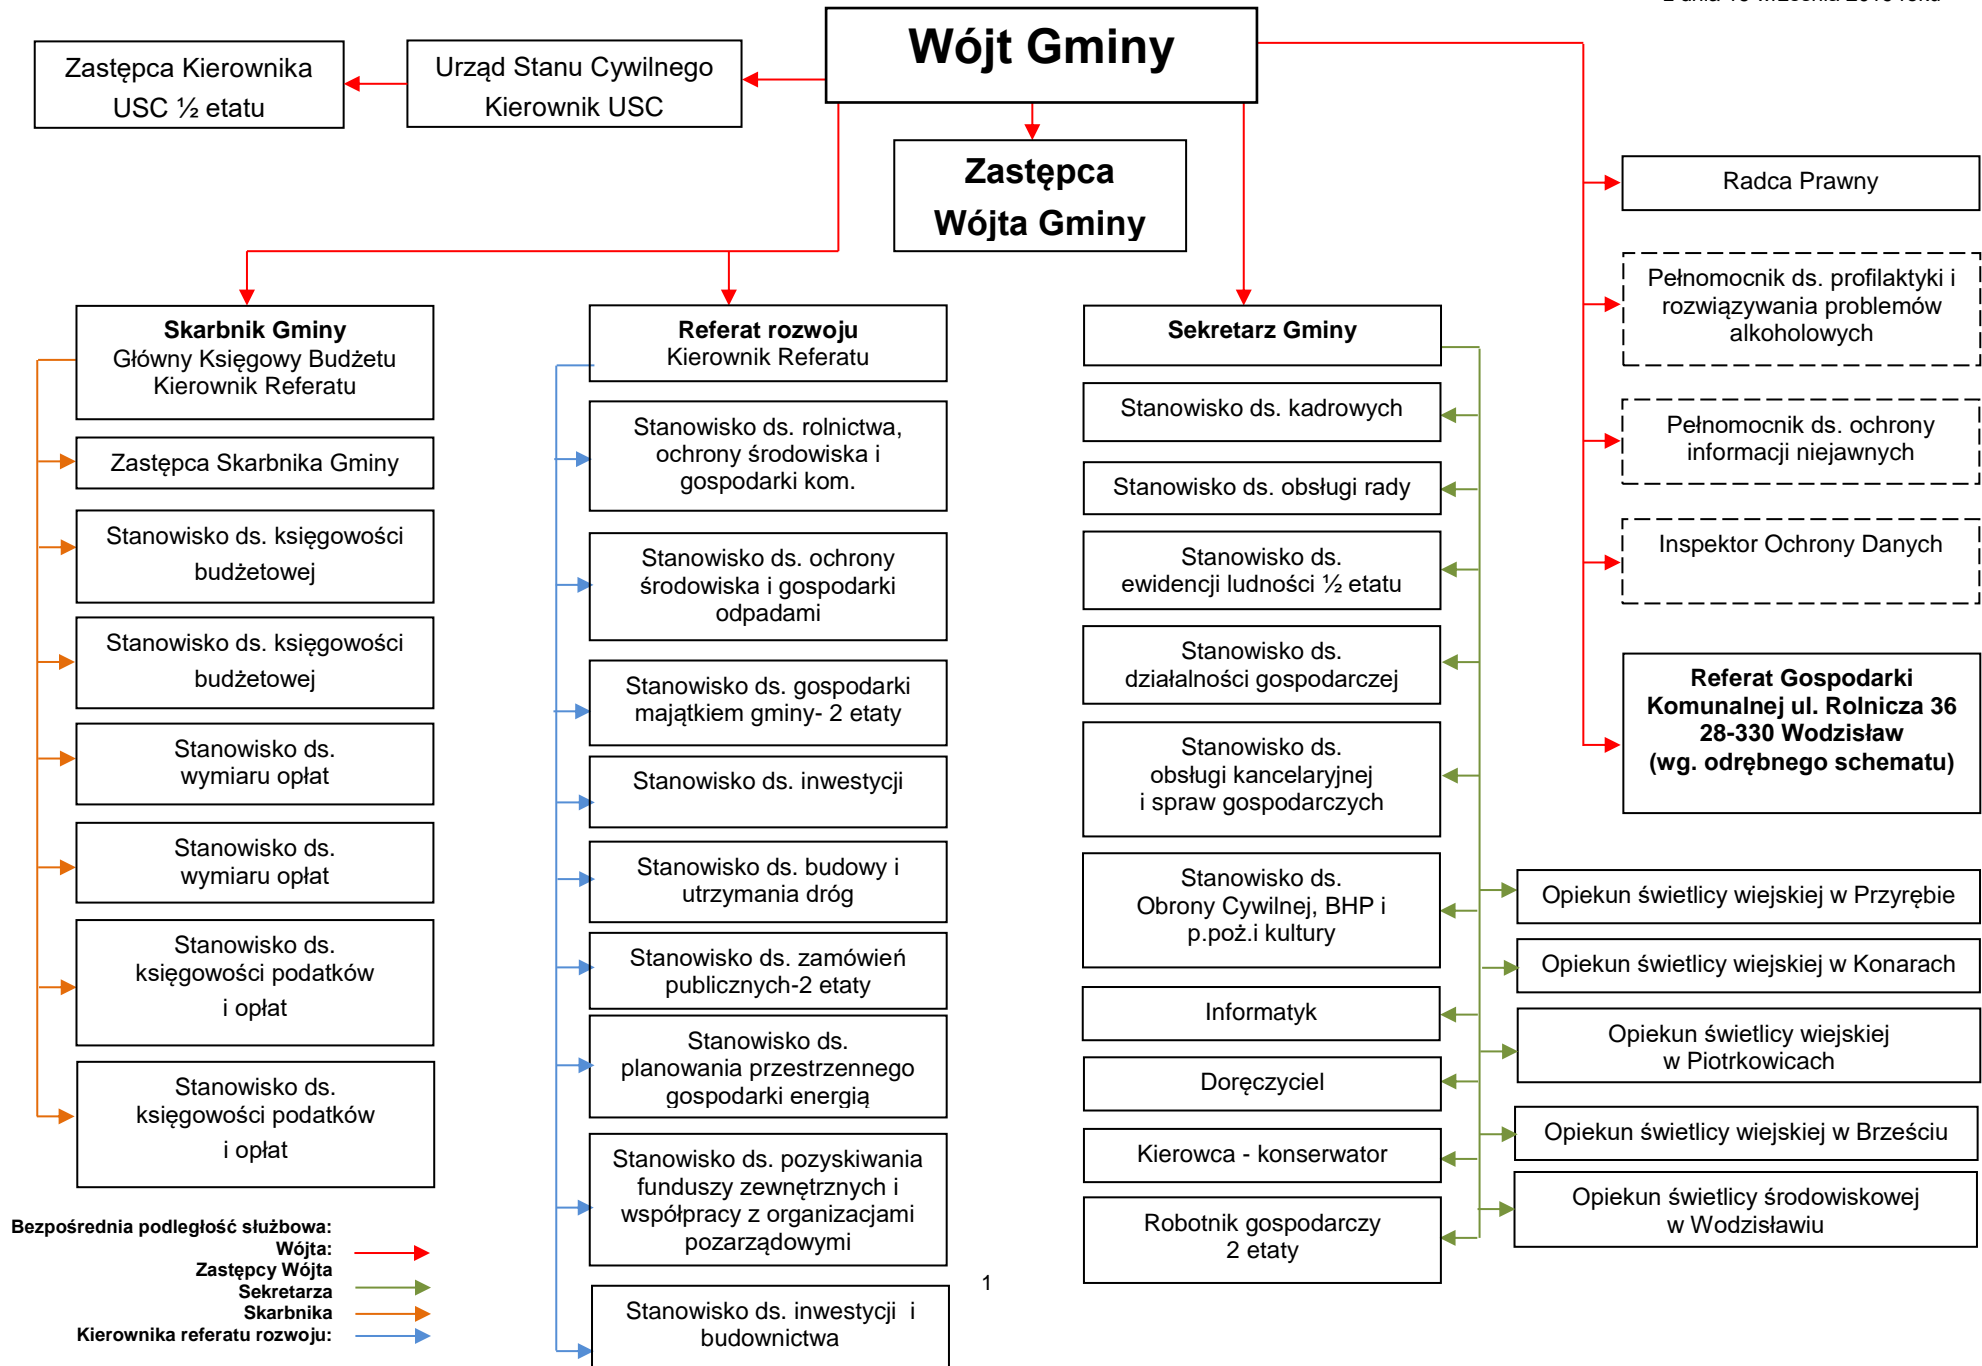 Wójt Gminy
Zastępca Kierownika
USC ½ etatu
Urząd Stanu Cywilnego
Kierownik USC
Zastępca
Wójta Gminy
Radca Prawny
Pełnomocnik ds. profilaktyki i
rozwiązywania problemów
alkoholowych
Pełnomocnik ds. ochrony
informacji niejawnych
Inspektor Ochrony Danych
Referat Gospodarki
Komunalnej ul. Rolnicza 36
28-330 Wodzisław
(wg. odrębnego schematu)
Skarbnik Gminy
Główny Księgowy Budżetu
Kierownik Referatu
Zastępca Skarbnika Gminy
Stanowisko ds. księgowości
budżetowej
Stanowisko ds. księgowości
budżetowej
Stanowisko ds.
wymiaru opłat
Stanowisko ds.
wymiaru opłat
Stanowisko ds.
księgowości podatków
i opłat
Stanowisko ds.
księgowości podatków
i opłat
Referat rozwoju
Kierownik Referatu
Stanowisko ds. rolnictwa,
ochrony środowiska i
gospodarki kom.
Stanowisko ds. ochrony
środowiska i gospodarki
odpadami
Stanowisko ds. gospodarki
majątkiem gminy- 2 etaty
Stanowisko ds. inwestycji
Stanowisko ds. budowy i
utrzymania dróg
Stanowisko ds. zamówień
publicznych-2 etaty
Stanowisko ds.
planowania przestrzennego
gospodarki energią
Stanowisko ds. pozyskiwania
funduszy zewnętrznych i
współpracy z organizacjami
pozarządowymi
Stanowisko ds. inwestycji i
budownictwa
Sekretarz Gminy
Stanowisko ds. kadrowych
Stanowisko ds. obsługi rady
Stanowisko ds.
ewidencji ludności ½ etatu
Stanowisko ds.
działalności gospodarczej
Stanowisko ds.
obsługi kancelaryjnej
i spraw gospodarczych
Stanowisko ds.
Obrony Cywilnej, BHP i
p.poż.i kultury
Informatyk
Doręczyciel
Kierowca - konserwator
Robotnik gospodarczy
2 etaty
Opiekun świetlicy wiejskiej w Przyrębie
Opiekun świetlicy wiejskiej w Konarach
Opiekun świetlicy wiejskiej
w Piotrkowicach
Opiekun świetlicy wiejskiej w Brześciu
Opiekun świetlicy środowiskowej
w Wodzisławiu
Bezpośrednia podległość służbowa:
Wójta:
Zastępcy Wójta
Sekretarza
Skarbnika
Kierownika referatu rozwoju:
1